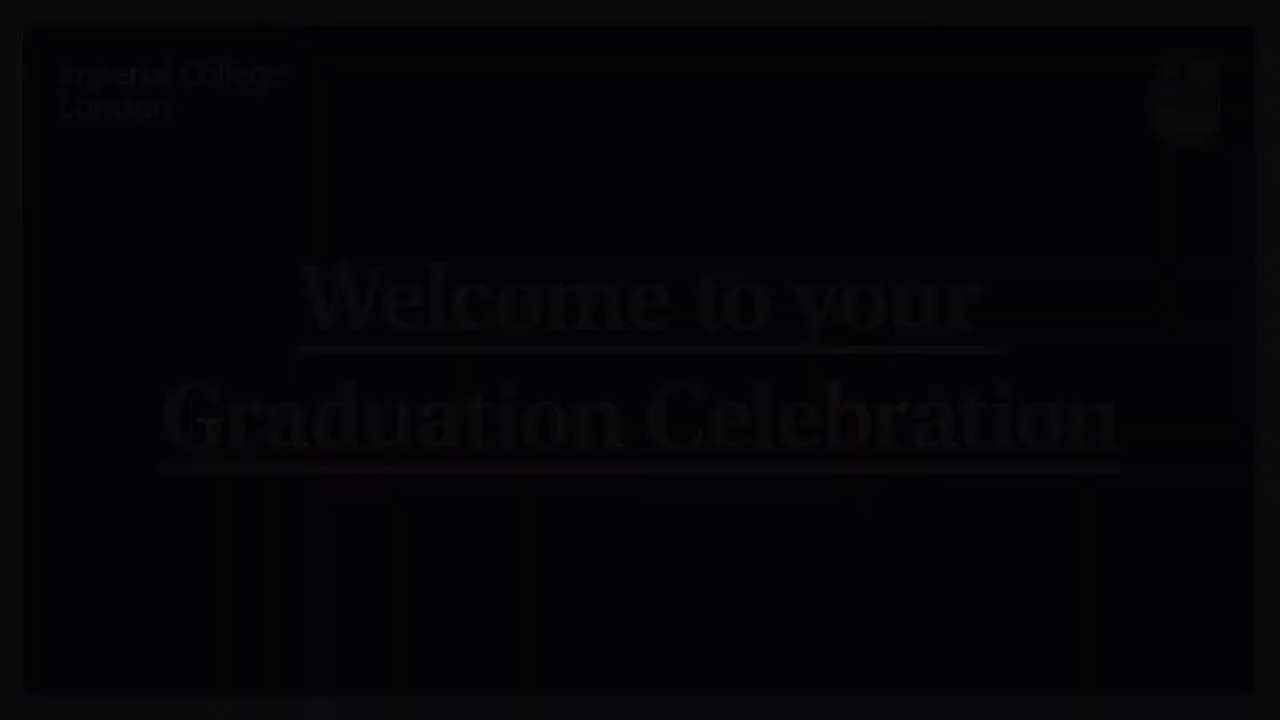 Imperial College
London
Welcome to your
Graduation Celebration